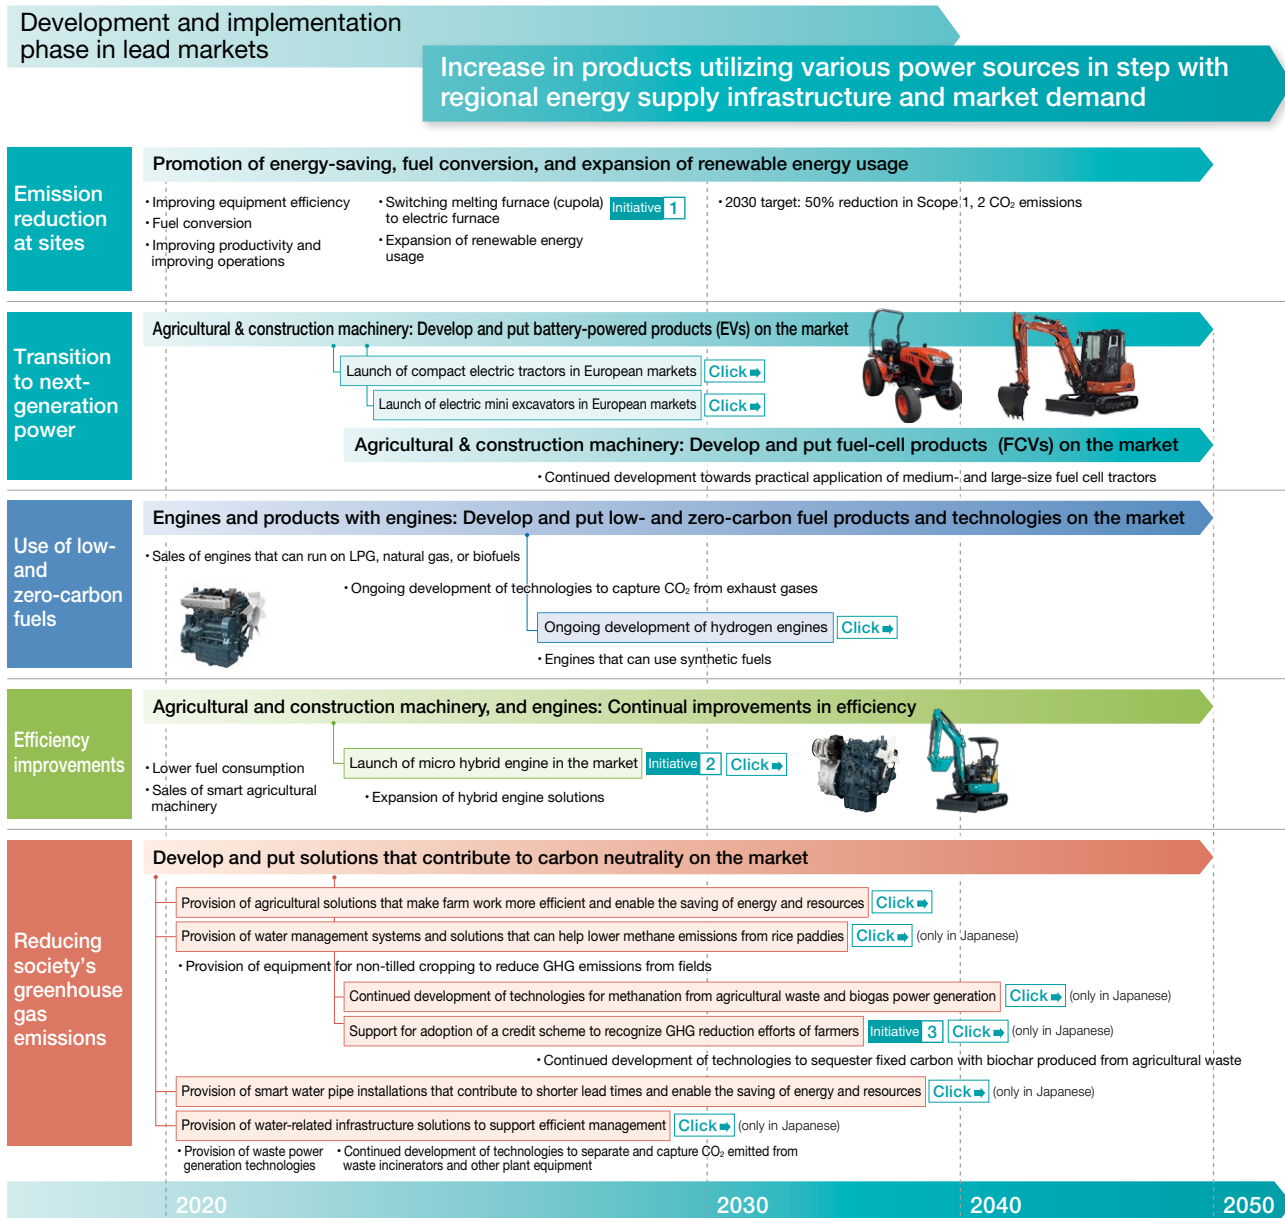 Development and implementation
phase in lead markets
Increase in products utilizing various power sources in step with
regional energy supply infrastructure and market demand
Emission
reduction
at sites
Promotion of energy-saving, fuel conversion, and expansion of renewable energy usage
・Improving equipment efficiency
・Fuel conversion
・Improving productivity and
improving operations
・Switching melting furnace (cupola)
to electric furnace
Initiative 1
・Expansion of renewable energy
usage
・2030 target: 50% reduction in Scope 1, 2 CO₂ emissions
Transition
to next-
generation
power
Agricultural & construction machinery: Develop and put battery-powered products (EVs) on the market
Launch of compact electric tractors in European markets Click
Launch of electric mini excavators in European markets Click
Agricultural & construction machinery: Develop and put fuel-cell products (FCVs) on the market
・Continued development towards practical application of medium- and large-size fuel cell tractors
Use of low-
and
zero-carbon
fuels
Engines and products with engines: Develop and put low- and zero-carbon fuel products and technologies on the market
・Sales of engines that can run on LPG, natural gas, or biofuels
・Ongoing development of technologies to capture CO₂ from exhaust gases
Ongoing development of hydrogen engines Click
・Engines that can use synthetic fuels
Efficiency
improvements
Agricultural and construction machinery, and engines: Continual improvements in efficiency
Launch of micro hybrid engine in the market Initiative 2 Click
・Lower fuel consumption
・Sales of smart agricultural
machinery
・Expansion of hybrid engine solutions
Reducing
society's
greenhouse
gas
emissions
Develop and put solutions that contribute to carbon neutrality on the market
Provision of agricultural solutions that make farm work more efficient and enable the saving of energy and resources Click
Provision of water management systems and solutions that can help lower methane emissions from rice paddies Click (only in Japanese)
・Provision of equipment for non-tilled cropping to reduce GHG emissions from fields
Continued development of technologies for methanation from agricultural waste and biogas power generation Click (only in Japanese)
Support for adoption of a credit scheme to recognize GHG reduction efforts of farmers Initiative 3 Click (only in Japanese)
・Continued development of technologies to sequester fixed carbon with biochar produced from agricultural waste
Provision of smart water pipe installations that contribute to shorter lead times and enable the saving of energy and resources Click (only in Japanese)
Provision of water-related infrastructure solutions to support efficient management Click (only in Japanese)
・Provision of waste power
generation technologies
・Continued development of technologies to separate and capture CO₂ emitted from
waste incinerators and other plant equipment
2020 2030 2040 2050